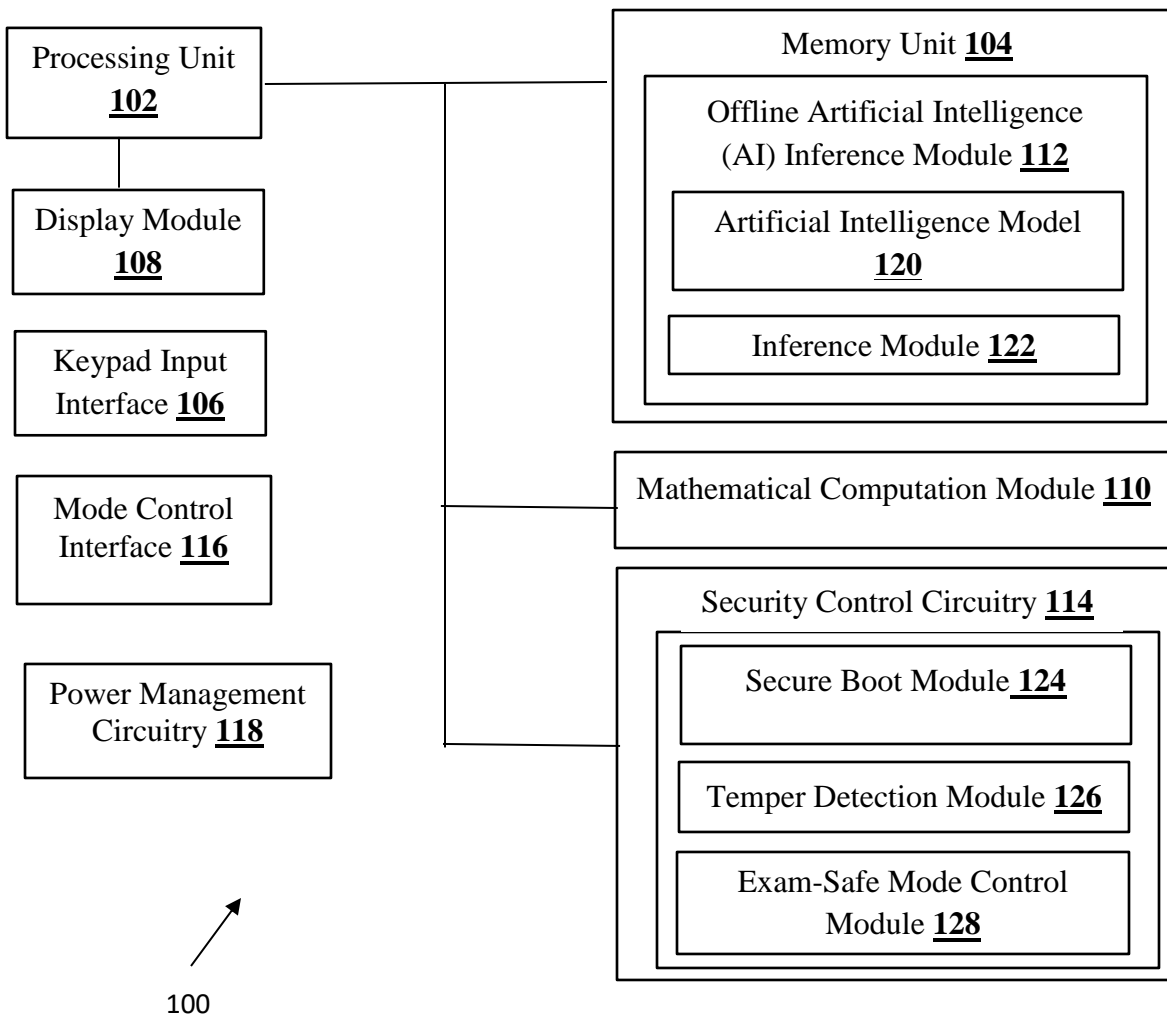 Processing Unit
102
Display Module
108
Keypad Input
Interface 106
Mode Control
Interface 116
Power Management
Circuitry 118
100
Memory Unit 104
Offline Artificial Intelligence
(AI) Inference Module 112
Artificial Intelligence Model
120
Inference Module 122
Mathematical Computation Module 110
Security Control Circuitry 114
Secure Boot Module 124
Temper Detection Module 126
Exam-Safe Mode Control
Module 128